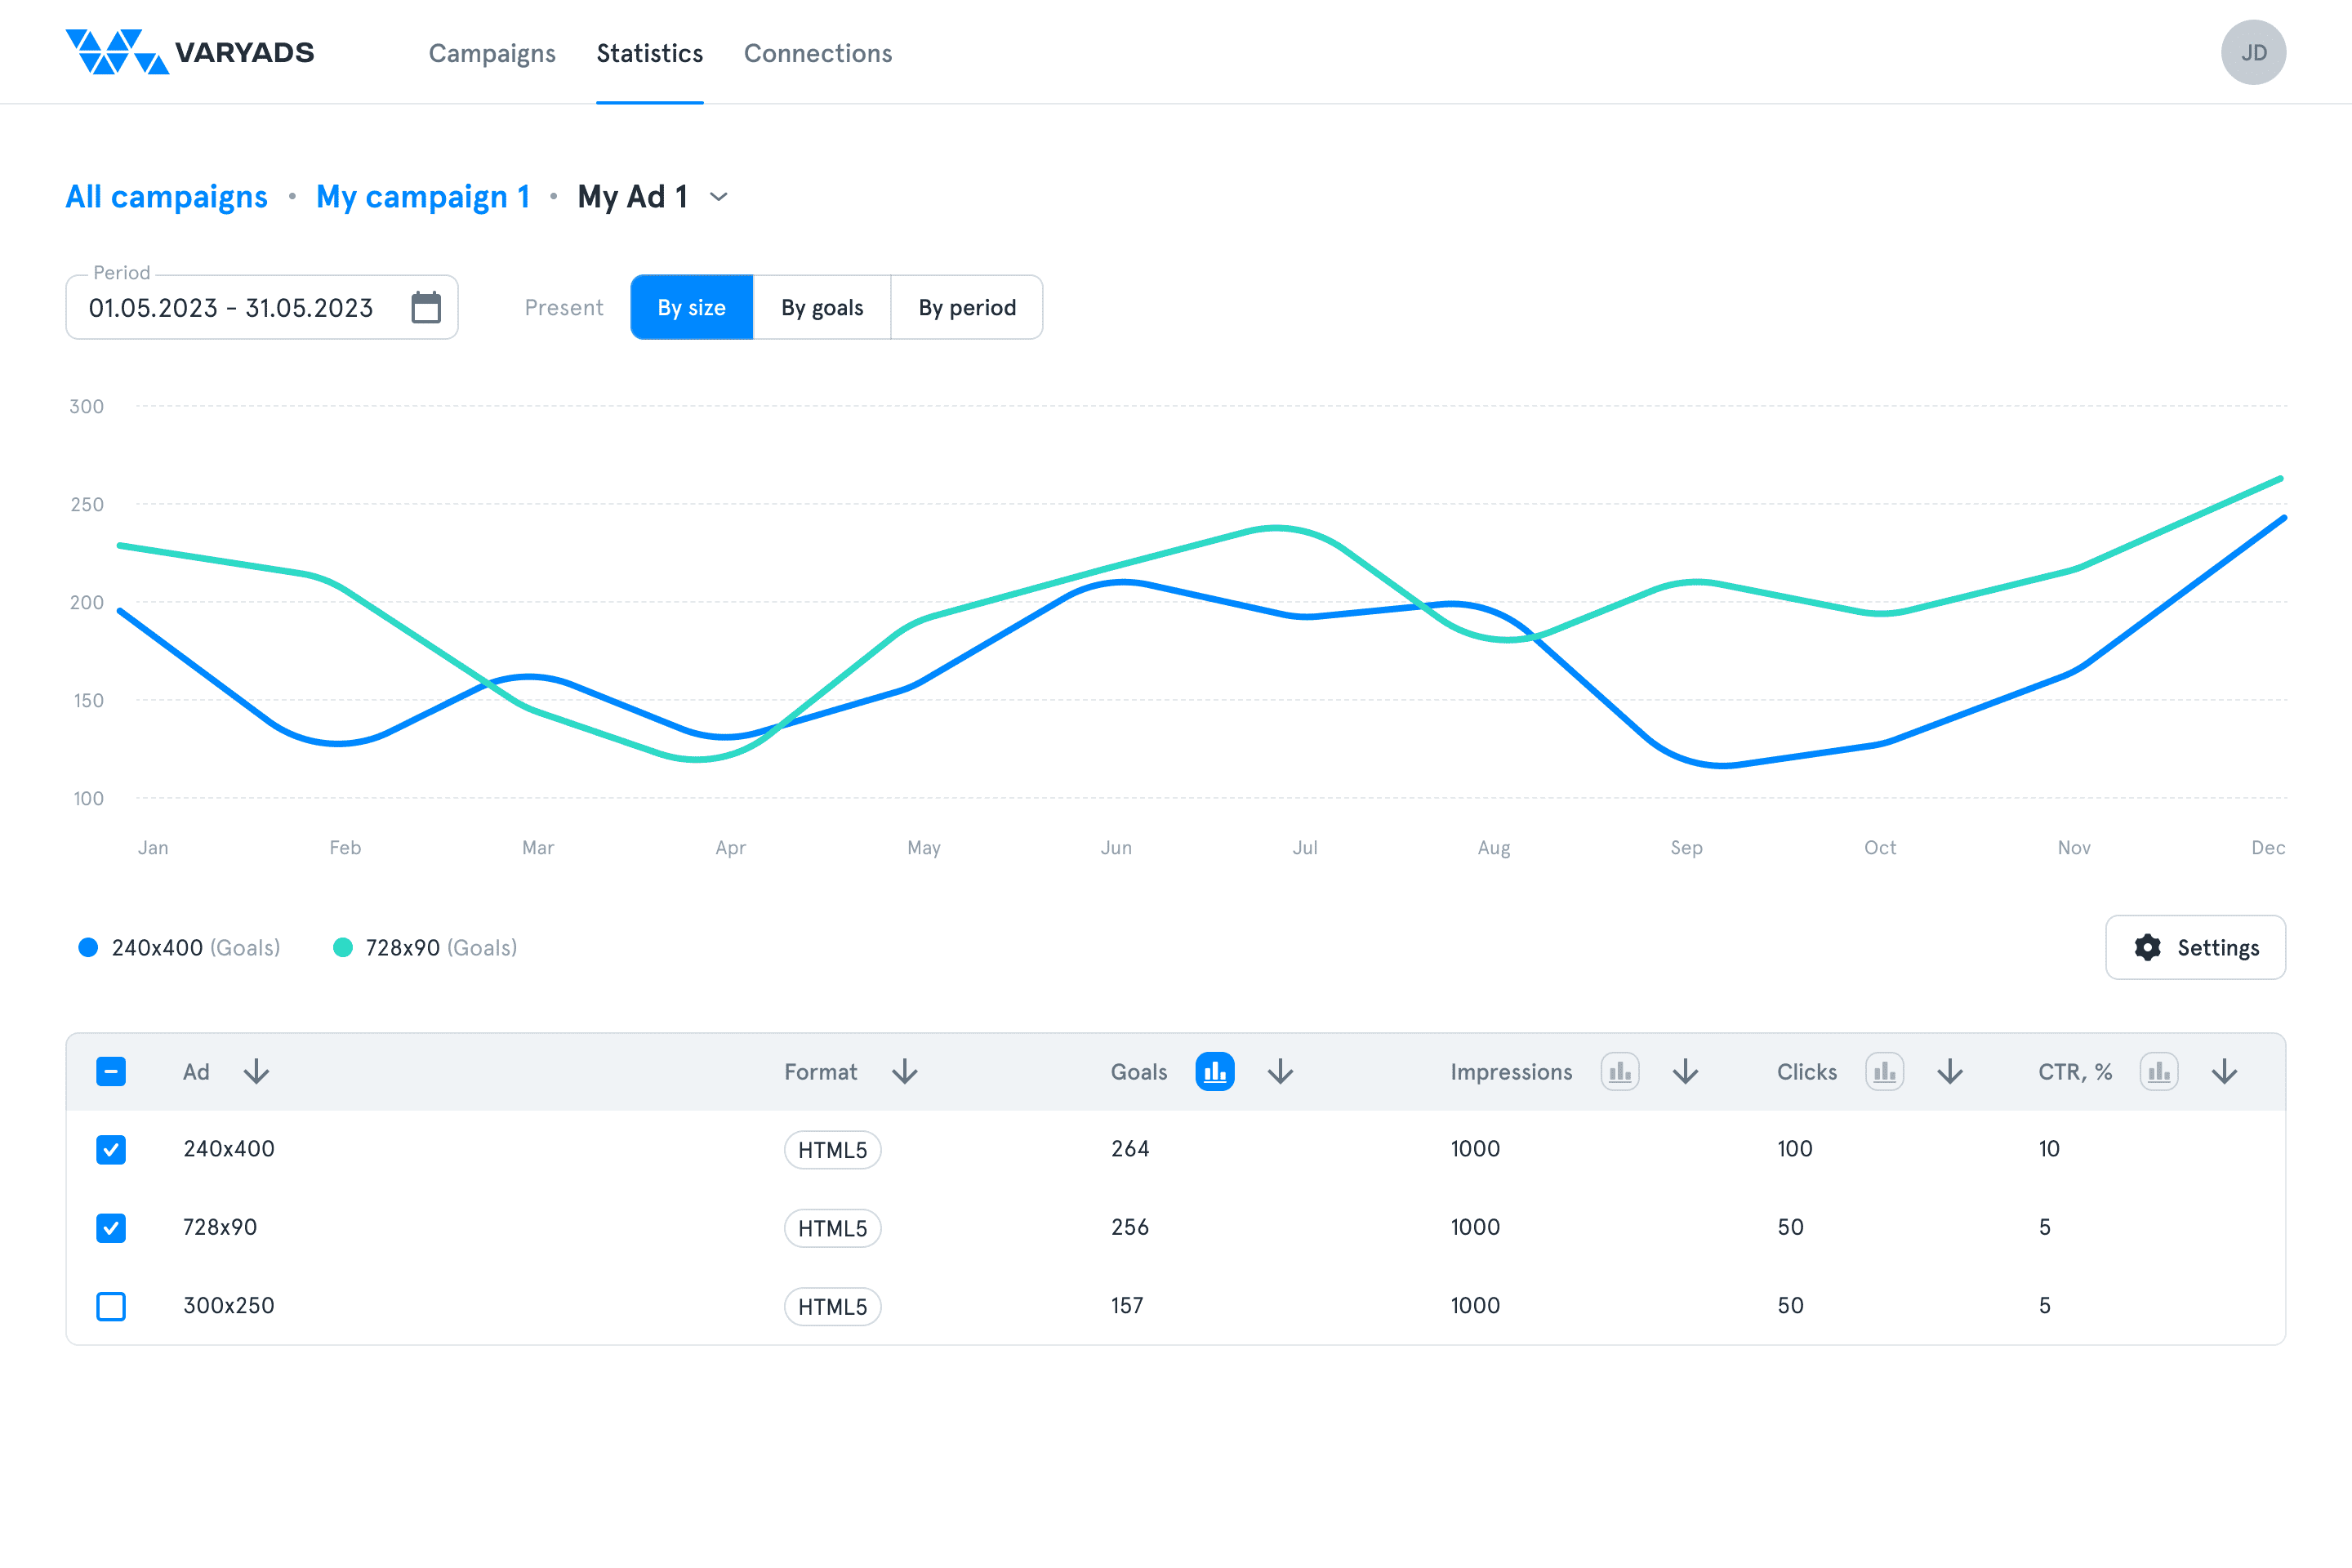 VARYADS Campaigns Statistics Connections JD
All campaigns • My campaign 1 • My Ad 1
Period
01.05.2023 - 31.05.2023 Present By size By goals By period
300
250
200
150
100
Jan Feb Mar Apr May Jun Jul Aug Sep Oct Nov Dec
240x400 (Goals) 728x90 (Goals) Settings
Ad Format Goals Impressions Clicks CTR, %
240x400 HTML5 264 1000 100 10
728x90 HTML5 256 1000 50 5
300x250 HTML5 157 1000 50 5